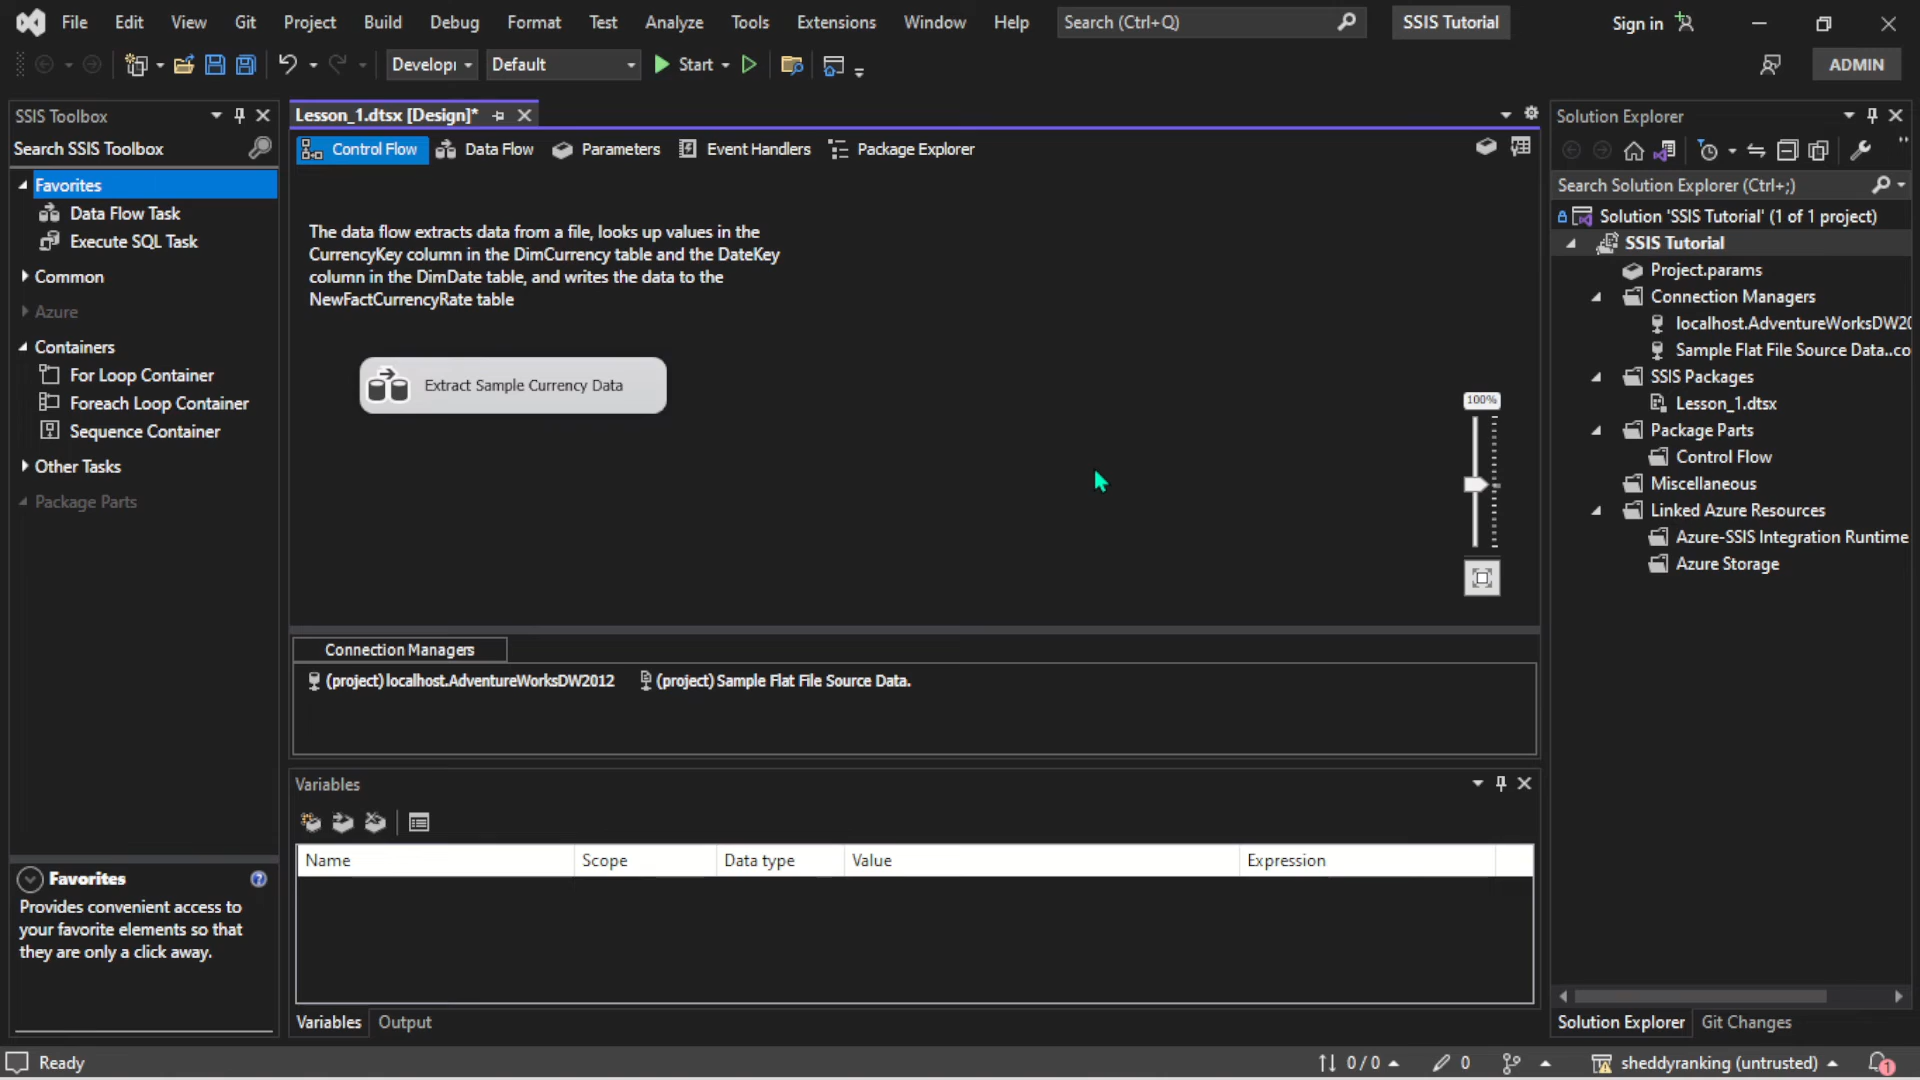 File Edit View Git Project Build Debug Format Test Analyze Tools Extensions Window Help Search (Ctrl+Q) SSIS Tutorial Sign in
Developi Default Start ADMIN
SSIS Toolbox
Search SSIS Toolbox
Favorites
Data Flow Task
Execute SQL Task
Common
Azure
Containers
For Loop Container
Foreach Loop Container
Sequence Container
Other Tasks
Package Parts
Favorites
Provides convenient access to
your favorite elements so that
they are only a click away.
Lesson_1.dtsx [Design]*
Control Flow Data Flow Parameters Event Handlers Package Explorer
The data flow extracts data from a file, looks up values in the
CurrencyKey column in the DimCurrency table and the DateKey
column in the DimDate table, and writes the data to the
NewFactCurrencyRate table
Extract Sample Currency Data
100%
Connection Managers
(project) localhost.AdventureWorksDW2012 (project) Sample Flat File Source Data.
Variables
Name Scope Data type Value Expression
Variables Output
Solution Explorer
Search Solution Explorer (Ctrl+;)
Solution 'SSIS Tutorial' (1 of 1 project)
SSIS Tutorial
Project.params
Connection Managers
localhost.AdventureWorksDW20
Sample Flat File Source Data..co
SSIS Packages
Lesson_1.dtsx
Package Parts
Control Flow
Miscellaneous
Linked Azure Resources
Azure-SSIS Integration Runtime
Azure Storage
Solution Explorer Git Changes
Ready 0 / 0 0 sheddyranking (untrusted) 1